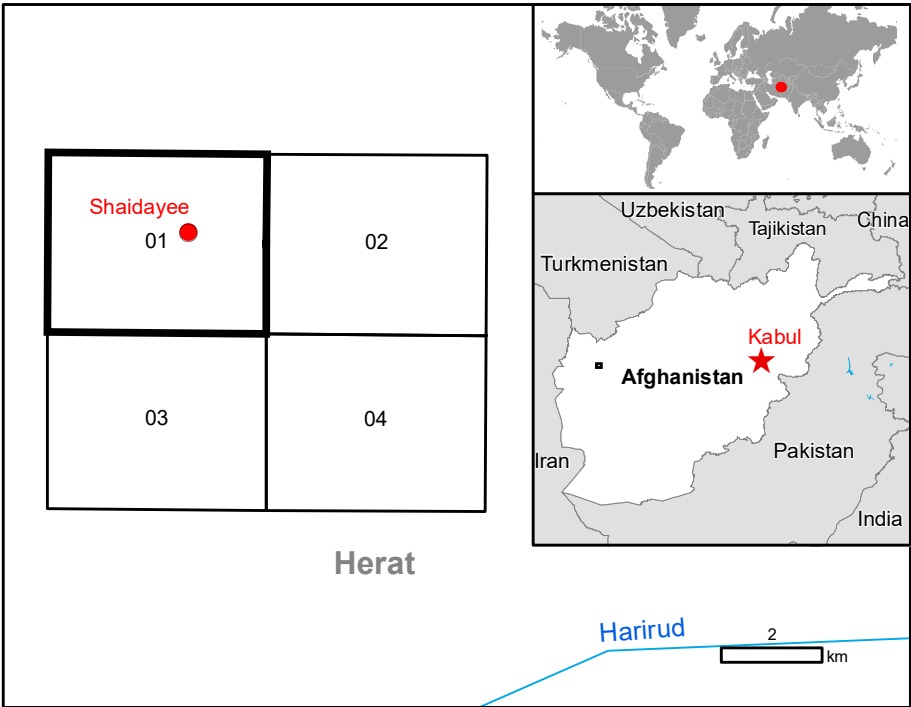 Shaidayee
01
02
03
04
Herat
Harirud
2
km
Uzbekistan
Tajikistan
China
Turkmenistan
Kabul
Afghanistan
Iran
Pakistan
India